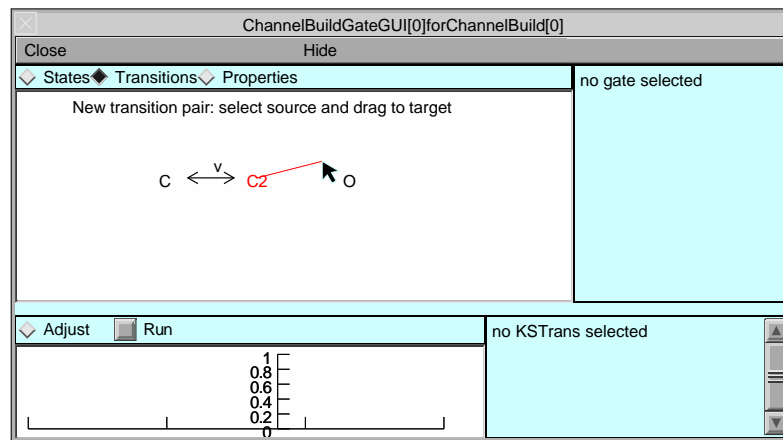 ChannelBuildGateGUI[0]forChannelBuild[0]
Close Hide
States Transitions Properties
no gate selected
New transition pair: select source and drag to target
v
C C2 O
Adjust Run
no KSTrans selected
1
0.8
0.6
0.4
0.2
0